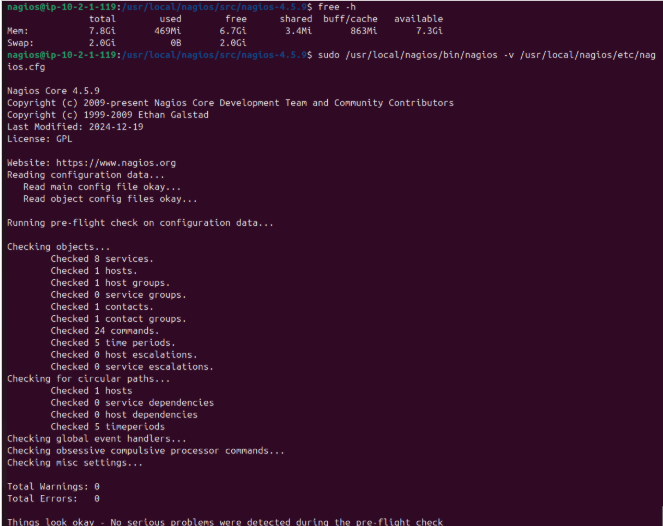 nagios@ip-10-2-1-119:/usr/local/nagios/src/nagios-4.5.9$ free -h
total used free shared buff/cache available
Mem: 7.8Gi 469Mi 6.7Gi 3.4Mi 863Mi 7.3Gi
Swap: 2.0Gi 0B 2.0Gi
nagios@ip-10-2-1-119:/usr/local/nagios/src/nagios-4.5.9$ sudo /usr/local/nagios/bin/nagios -v /usr/local/nagios/etc/nag
ios.cfg
Nagios Core 4.5.9
Copyright (c) 2009-present Nagios Core Development Team and Community Contributors
Copyright (c) 1999-2009 Ethan Galstad
Last Modified: 2024-12-19
License: GPL
Website: https://www.nagios.org
Reading configuration data...
Read main config file okay...
Read object config files okay...
Running pre-flight check on configuration data...
Checking objects...
Checked 8 services.
Checked 1 hosts.
Checked 1 host groups.
Checked 0 service groups.
Checked 1 contacts.
Checked 1 contact groups.
Checked 24 commands.
Checked 5 time periods.
Checked 0 host escalations.
Checked 0 service escalations.
Checking for circular paths...
Checked 1 hosts
Checked 0 service dependencies
Checked 0 host dependencies
Checked 5 timeperiods
Checking global event handlers...
Checking obsessive compulsive processor commands...
Checking misc settings...
Total Warnings: 0
Total Errors: 0
Things look okay - No serious problems were detected during the pre-flight check